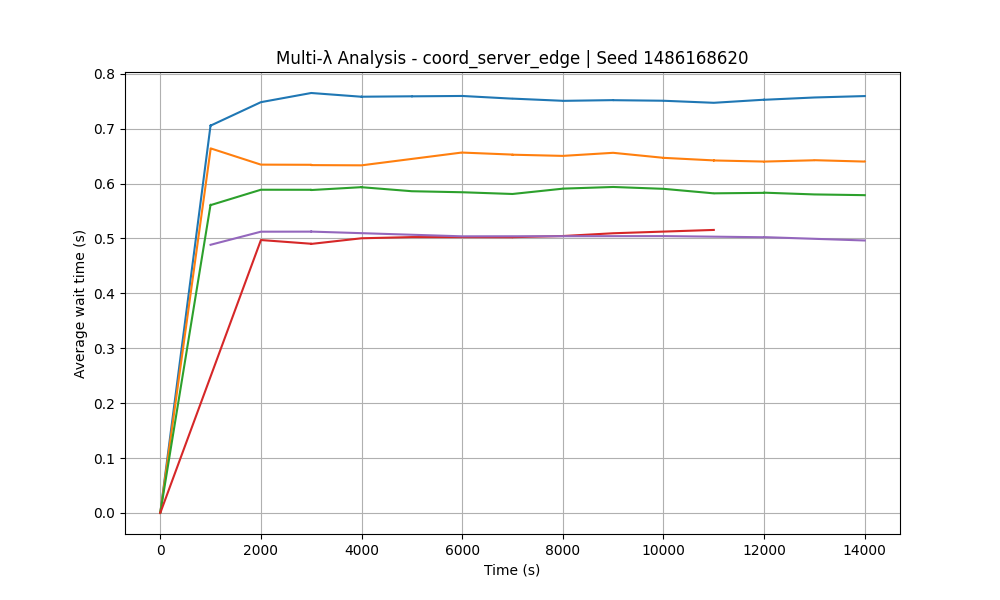 Multi-λ Analysis - coord_server_edge | Seed 1486168620
0.8
0.7
0.6
0.5
0.4
0.3
0.2
0.1
0.0
Average wait time (s)
0 2000 4000 6000 8000 10000 12000 14000
Time (s)